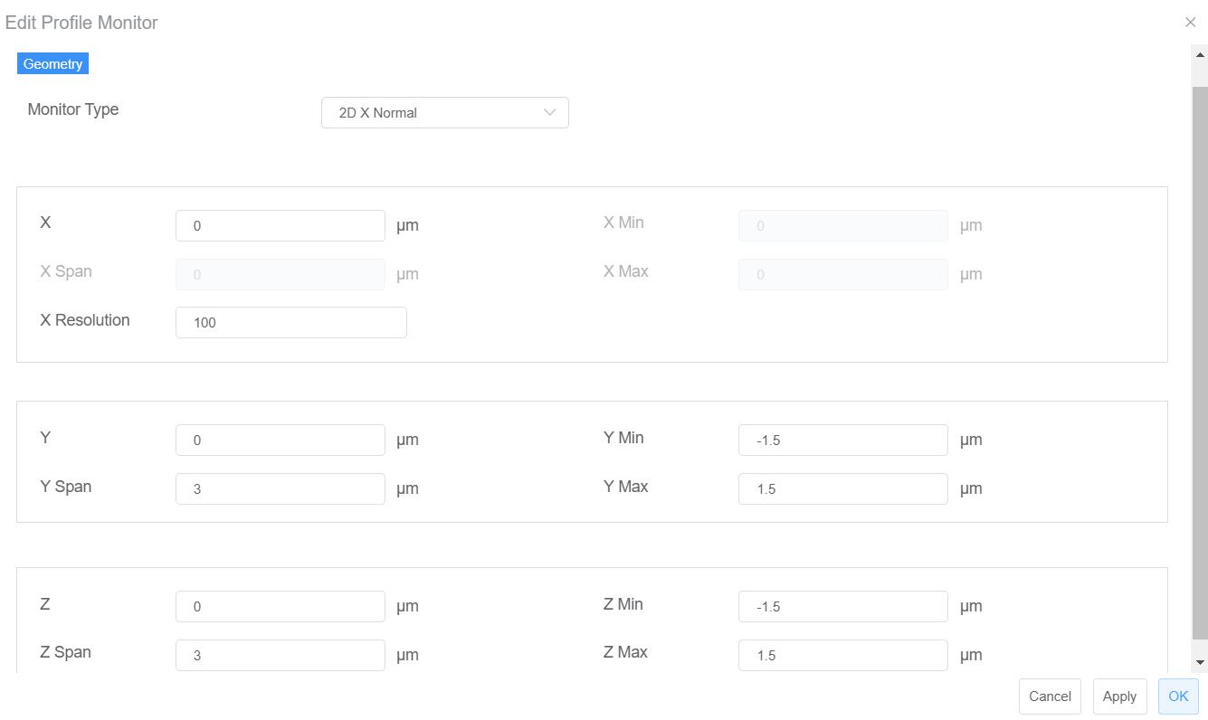 Edit Profile Monitor
Geometry
Monitor Type 2D X Normal
X 0 µm X Min 0 µm
X Span 0 µm X Max 0 µm
X Resolution 100
Y 0 µm Y Min -1.5 µm
Y Span 3 µm Y Max 1.5 µm
Z 0 µm Z Min -1.5 µm
Z Span 3 µm Z Max 1.5 µm
Cancel Apply OK